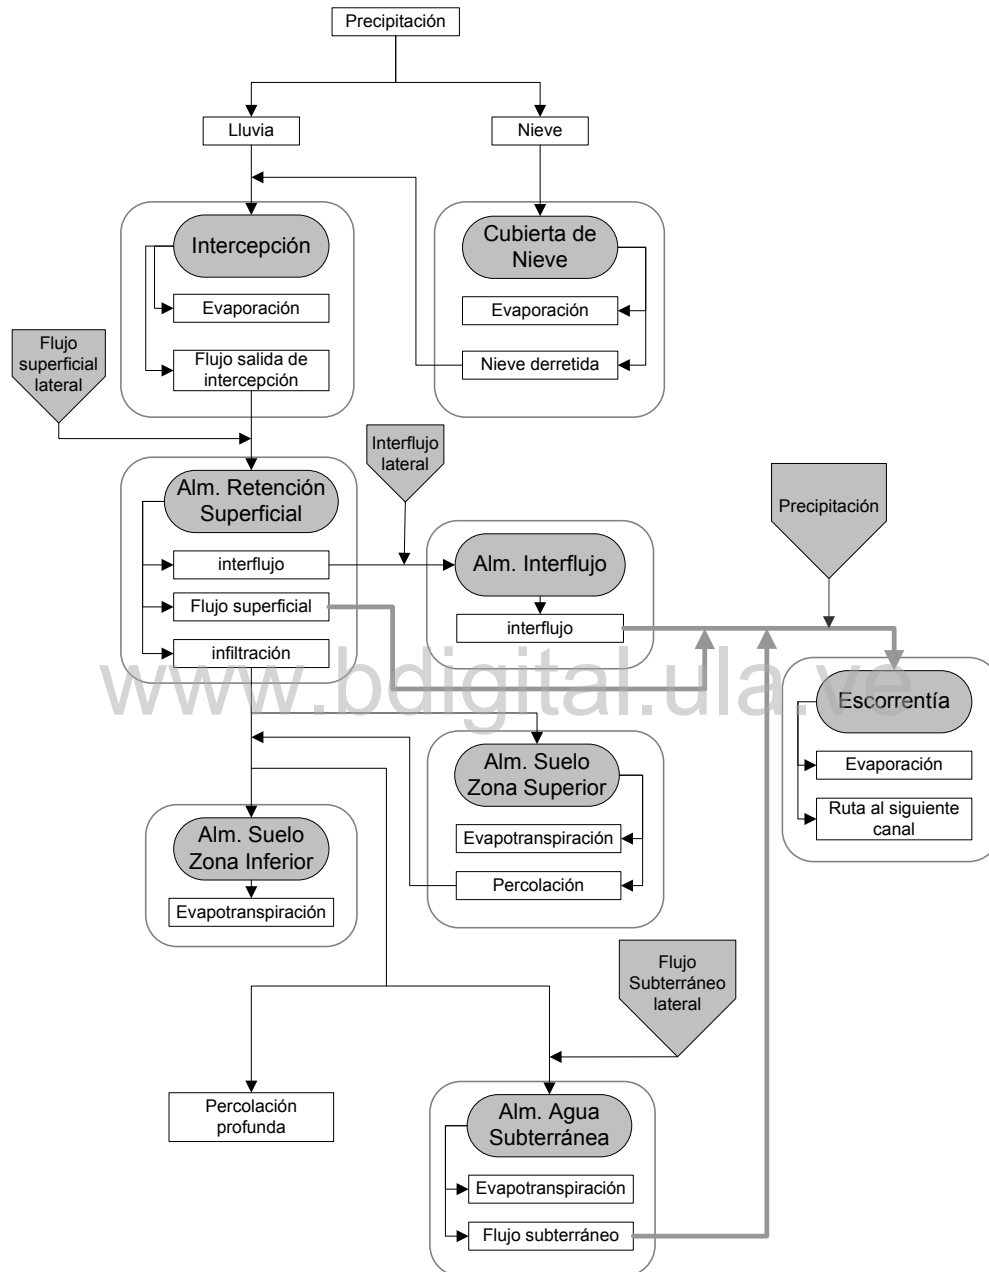 Precipitación
Lluvia
Nieve
Intercepción
Evaporación
Flujo salida de
intercepción
Cubierta de
Nieve
Evaporación
Nieve derretida
Flujo
superficial
lateral
Interflujo
lateral
Alm. Retención
Superficial
interflujo
Flujo superficial
infiltración
Alm. Interflujo
interflujo
Precipitación
www.bdigital.ula.ve
Escorrentía
Evaporación
Ruta al siguiente
canal
Alm. Suelo
Zona Superior
Evapotranspiración
Percolación
Alm. Suelo
Zona Inferior
Evapotranspiración
Flujo
Subterráneo
lateral
Percolación
profunda
Alm. Agua
Subterránea
Evapotranspiración
Flujo subterráneo